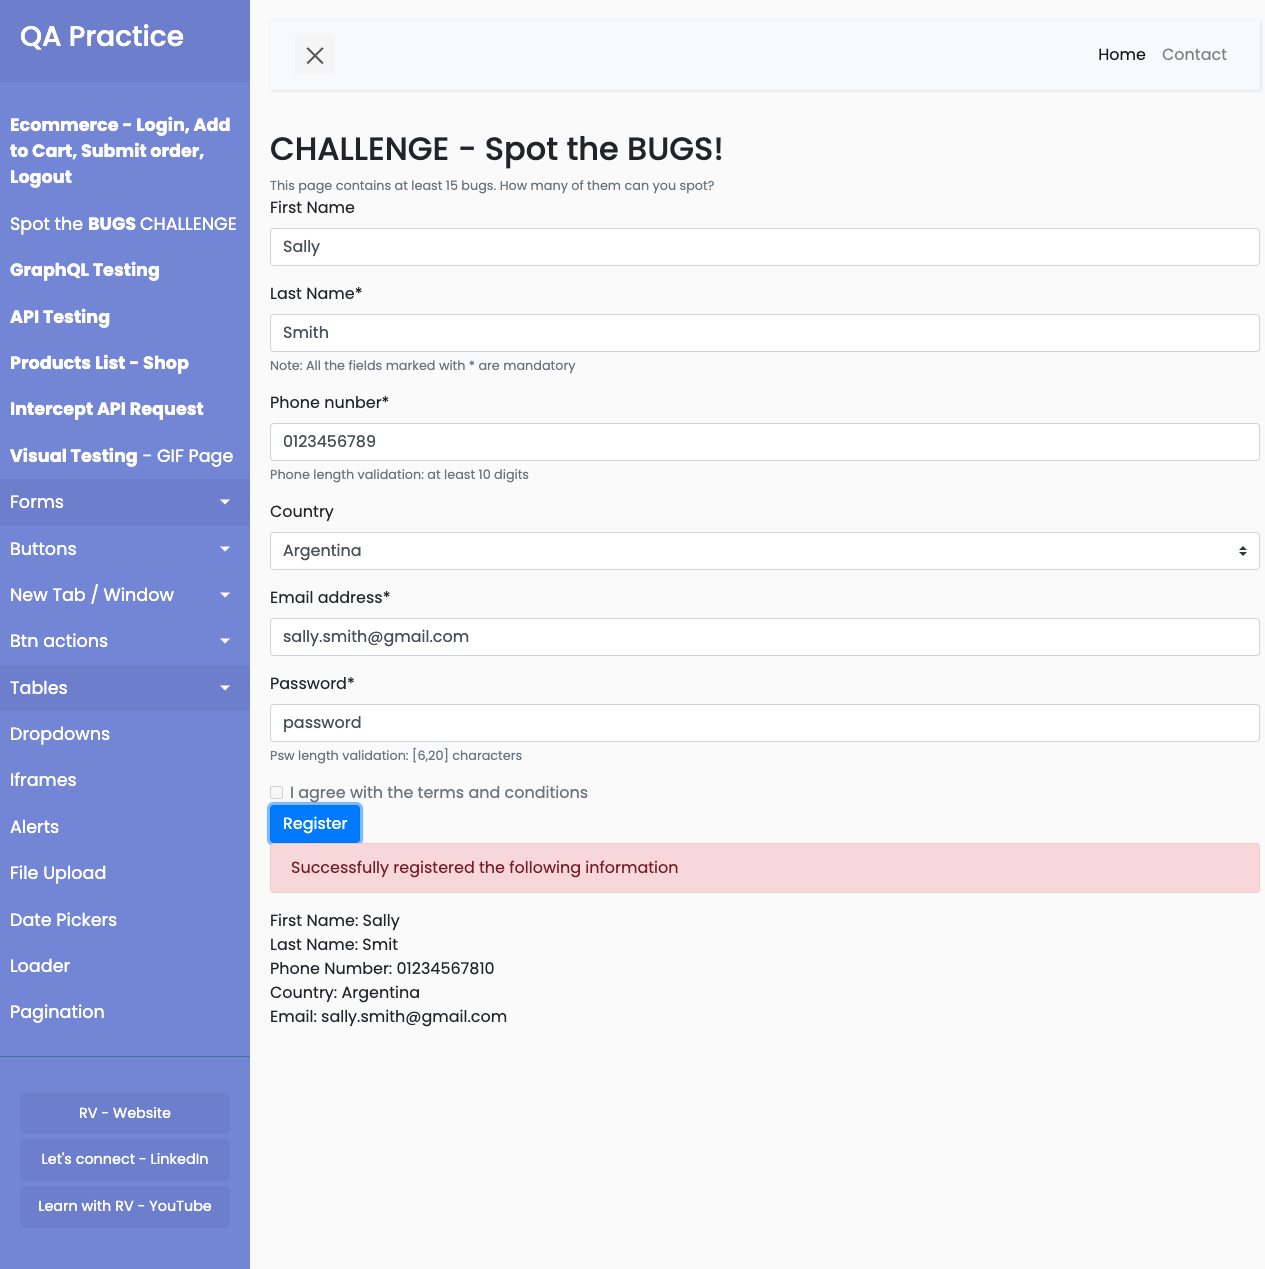 QA Practice
Ecommerce - Login, Add
to Cart, Submit order,
Logout
Spot the BUGS CHALLENGE
GraphQL Testing
API Testing
Products List - Shop
Intercept API Request
Visual Testing - GIF Page
Forms
Buttons
New Tab / Window
Btn actions
Tables
Dropdowns
Iframes
Alerts
File Upload
Date Pickers
Loader
Pagination
RV - Website
Let's connect - LinkedIn
Learn with RV - YouTube
Home Contact
CHALLENGE - Spot the BUGS!
This page contains at least 15 bugs. How many of them can you spot?
First Name
Sally
Last Name*
Smith
Note: All the fields marked with * are mandatory
Phone nunber*
0123456789
Phone length validation: at least 10 digits
Country
Argentina
Email address*
sally.smith@gmail.com
Password*
password
Psw length validation: [6,20] characters
I agree with the terms and conditions
Register
Successfully registered the following information
First Name: Sally
Last Name: Smit
Phone Number: 01234567810
Country: Argentina
Email: sally.smith@gmail.com